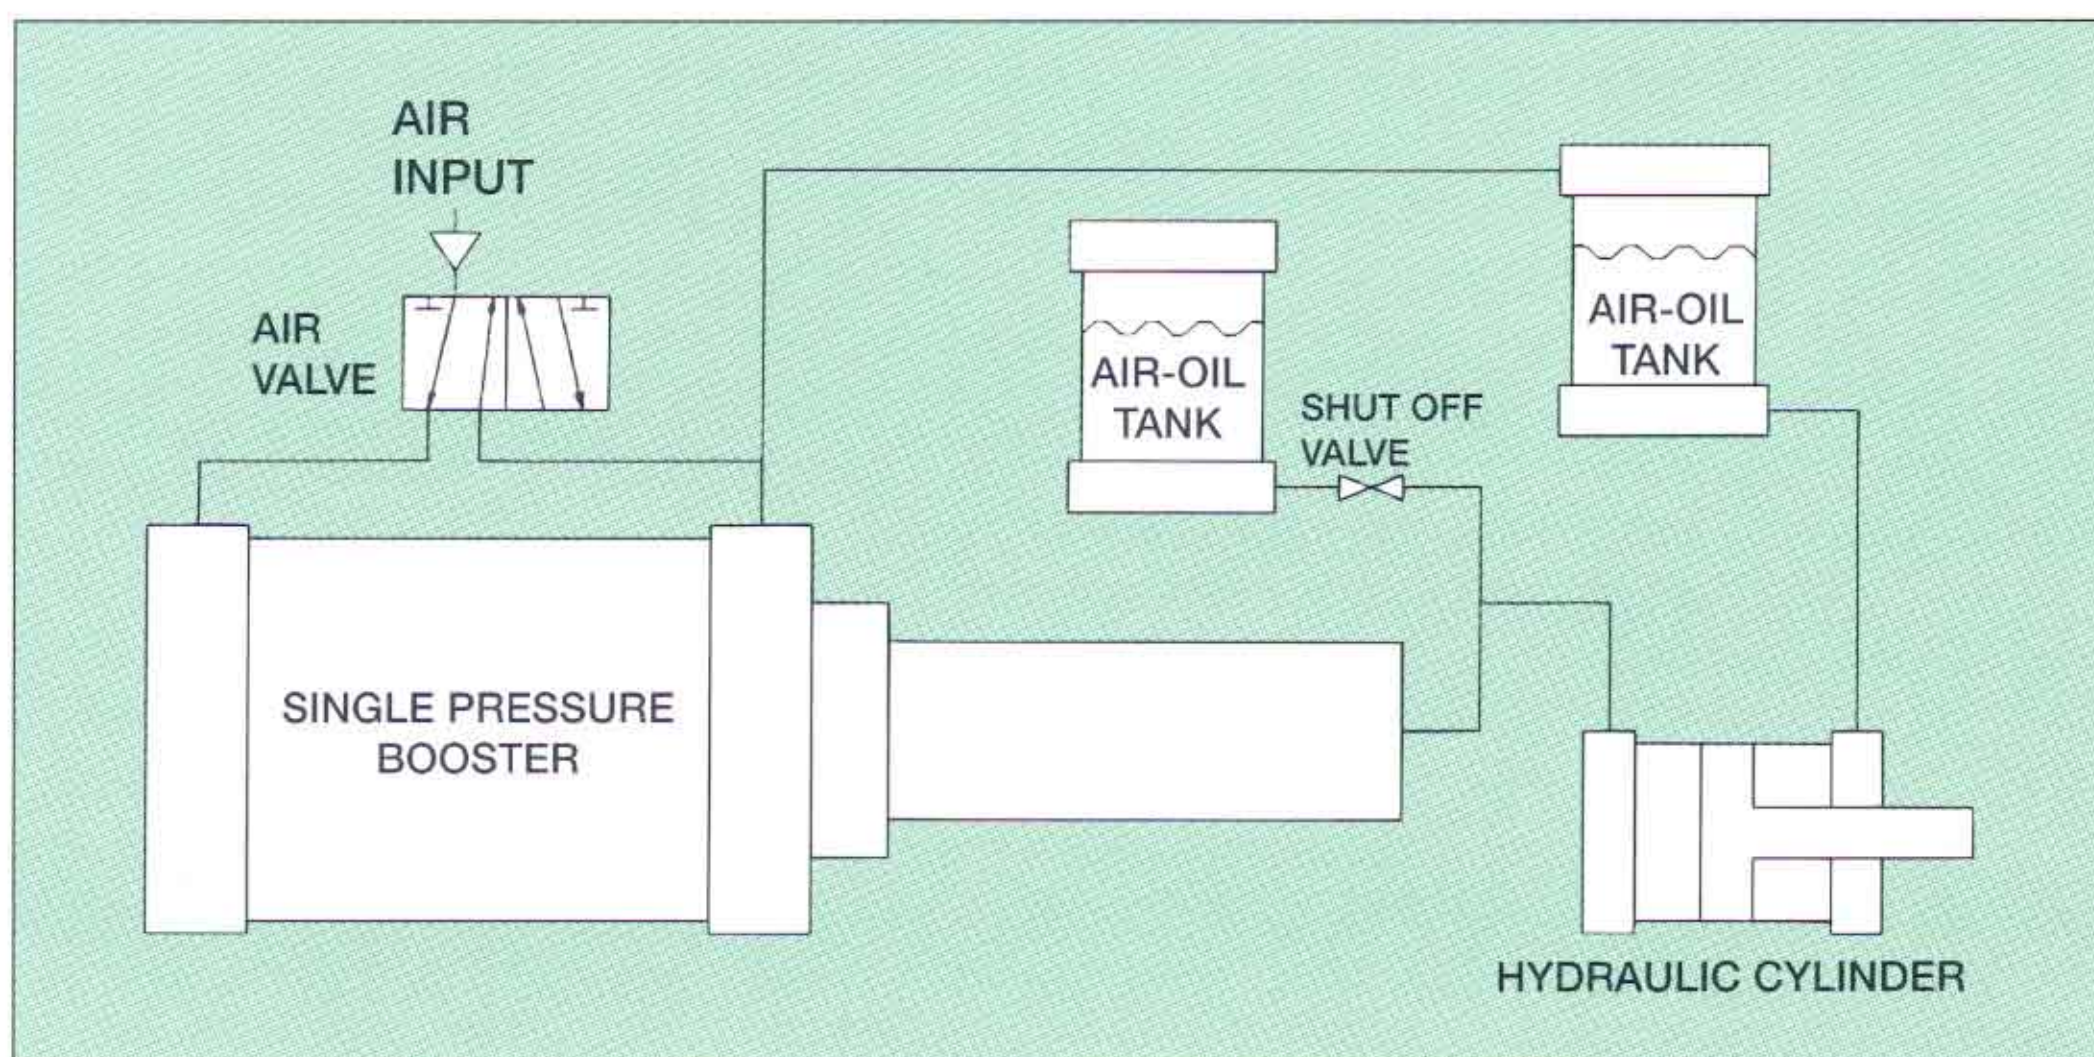 AIR
INPUT
AIR
VALVE
AIR-OIL
TANK
SHUT OFF
VALVE
AIR-OIL
TANK
SINGLE PRESSURE
BOOSTER
HYDRAULIC CYLINDER